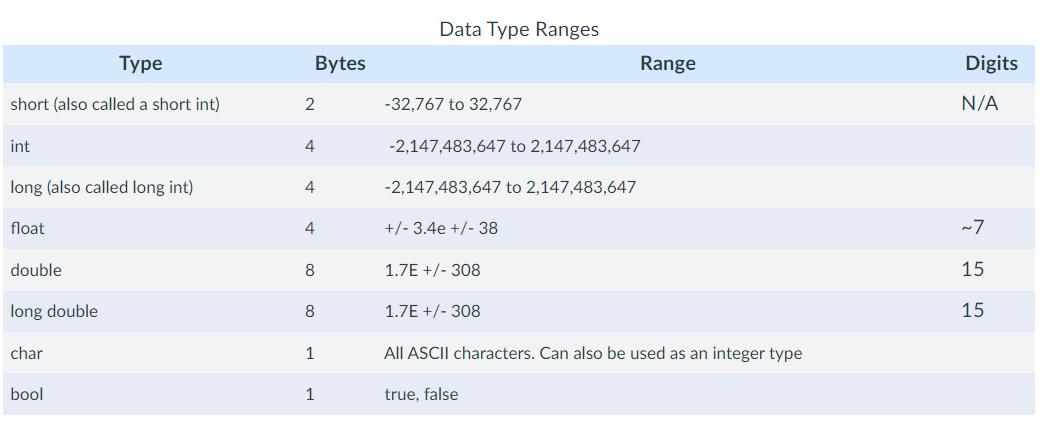 Data Type Ranges
Type Bytes Range Digits
short (also called a short int) 2 -32,767 to 32,767 N/A
int 4 -2,147,483,647 to 2,147,483,647
long (also called long int) 4 -2,147,483,647 to 2,147,483,647
float 4 +/- 3.4e +/- 38 ~7
double 8 1.7E +/- 308 15
long double 8 1.7E +/- 308 15
char 1 All ASCII characters. Can also be used as an integer type
bool 1 true, false